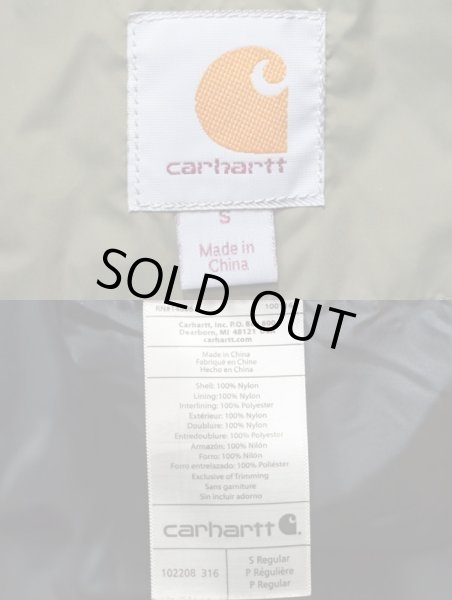 carhartt
S
Made in
China
SOLD OUT
100
Carhartt, Inc. P.O. B
Dearborn, MI 48121
carhartt.com
Made in China
Fabriqué en Chine
Hecho en China
Shell: 100% Nylon
Lining: 100% Nylon
Interlining: 100% Polyester
Extérieur: 100% Nylon
Doublure: 100% Nylon
Entredoublure: 100% Polyester
Armazón: 100% Nilón
Forro: 100% Nilón
Forro entrelazado: 100% Poliéster
Exclusive of Trimming
Sans garniture
Sin incluir adorno
carhartt
102208 316
S Regular
P Régulière
P Regular